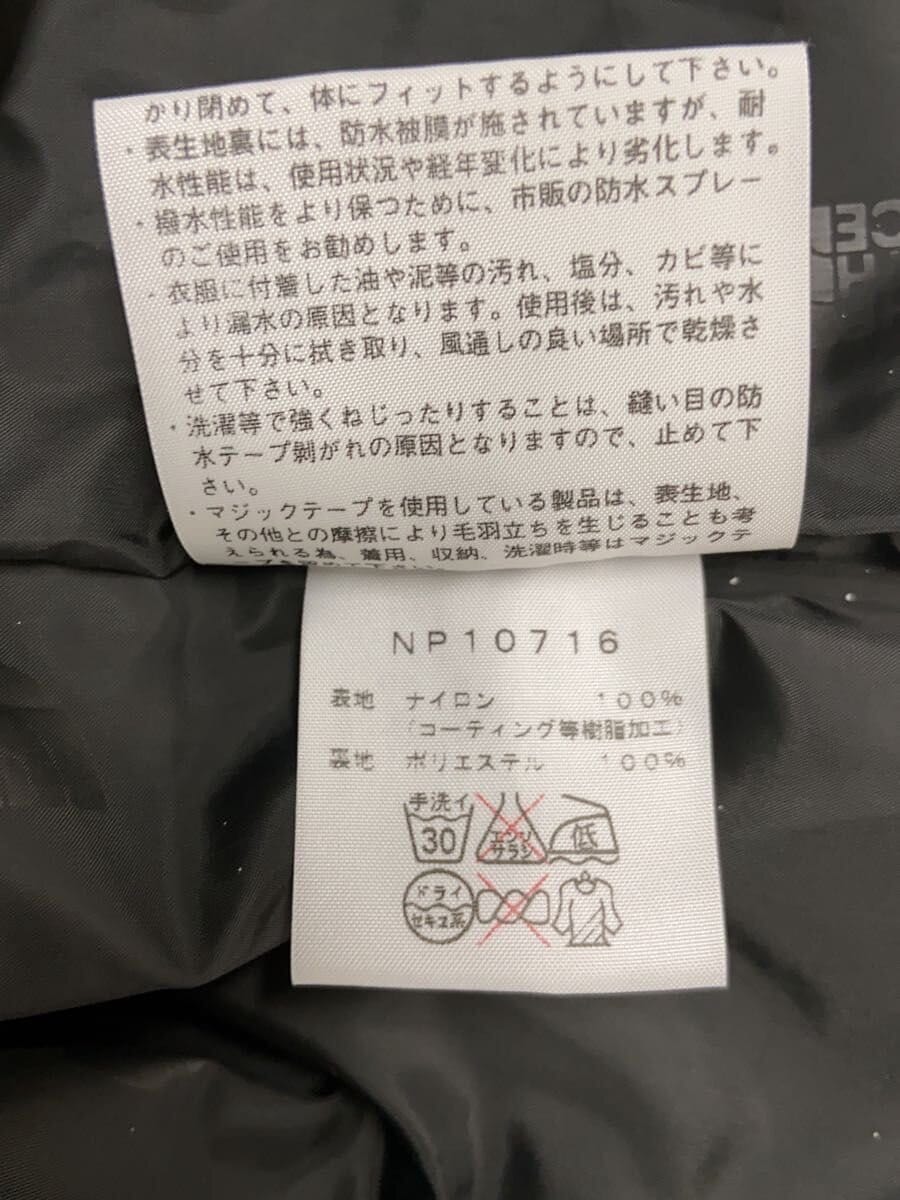 かり閉めて、体にフィットするようにして下さい。
・表生地裏には、防水被膜が施されていますが、耐
水性能は、使用状況や経年変化により劣化します。
・撥水性能をより保つために、市販の防水スプレー
のご使用をお勧めします。
・衣服に付着した油や泥等の汚れ、塩分、カビ等に
より漏水の原因となります。使用後は、汚れや水
分を十分に拭き取り、風通しの良い場所で乾燥さ
せて下さい。
・洗濯等で強くねじったりすることは、縫い目の防
水テープ剥がれの原因となりますので、止めて下
さい。
・マジックテープを使用している製品は、表生地、
その他との摩擦により毛羽立ちを生じることも考
えられる為、着用、収納、洗濯時等はマジックテ
NP10716
表地 ナイロン 100%
(コーティング等樹脂加工)
裏地 ポリエステル 100%
手洗イ
30
エンソ
サラシ
低
ドライ
セキユ系